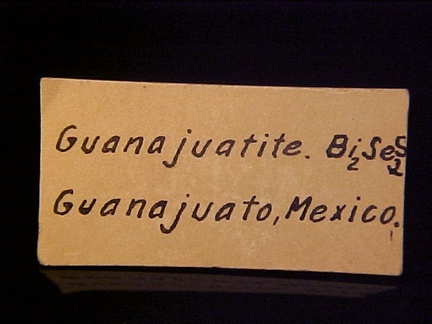 Guanajuatite. Bi₂Se₂S
Guanajuato, Mexico.